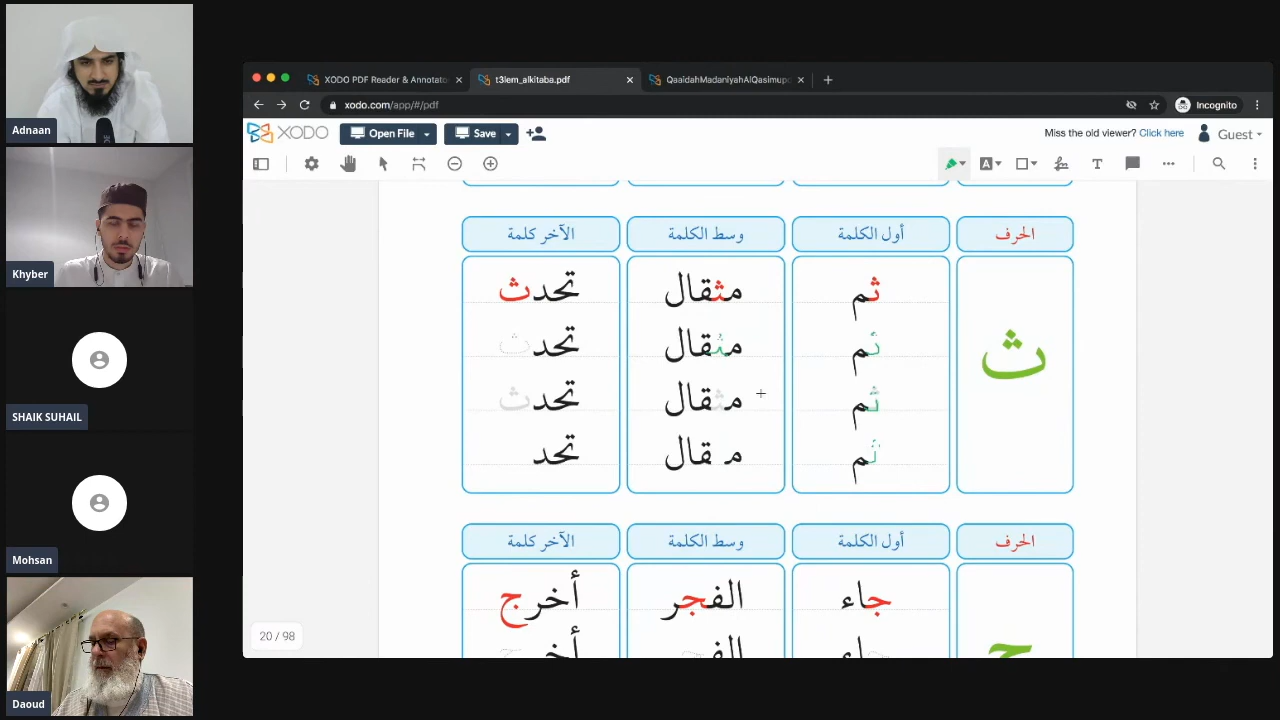 Adnaan
Khyber
SHAIK SUHAIL
Mohsan
Daoud
XODO PDF Reader & Annotato
t3lem_alkitaba.pdf
QaaidahMadaniyahAlQasimupd
xodo.com/app/#/pdf
Incognito
XODO
Open File
Save
Miss the old viewer? Click here
Guest
الحرف أول الكلمة وسط الكلمة الآخر كلمة
ث ثم مثقال تحدث
ثم مثقال تحدث
ثم مثقال تحدث
ثم م قال تحد
الحرف أول الكلمة وسط الكلمة الآخر كلمة
ج جاء الفجر أخرج
20 / 98